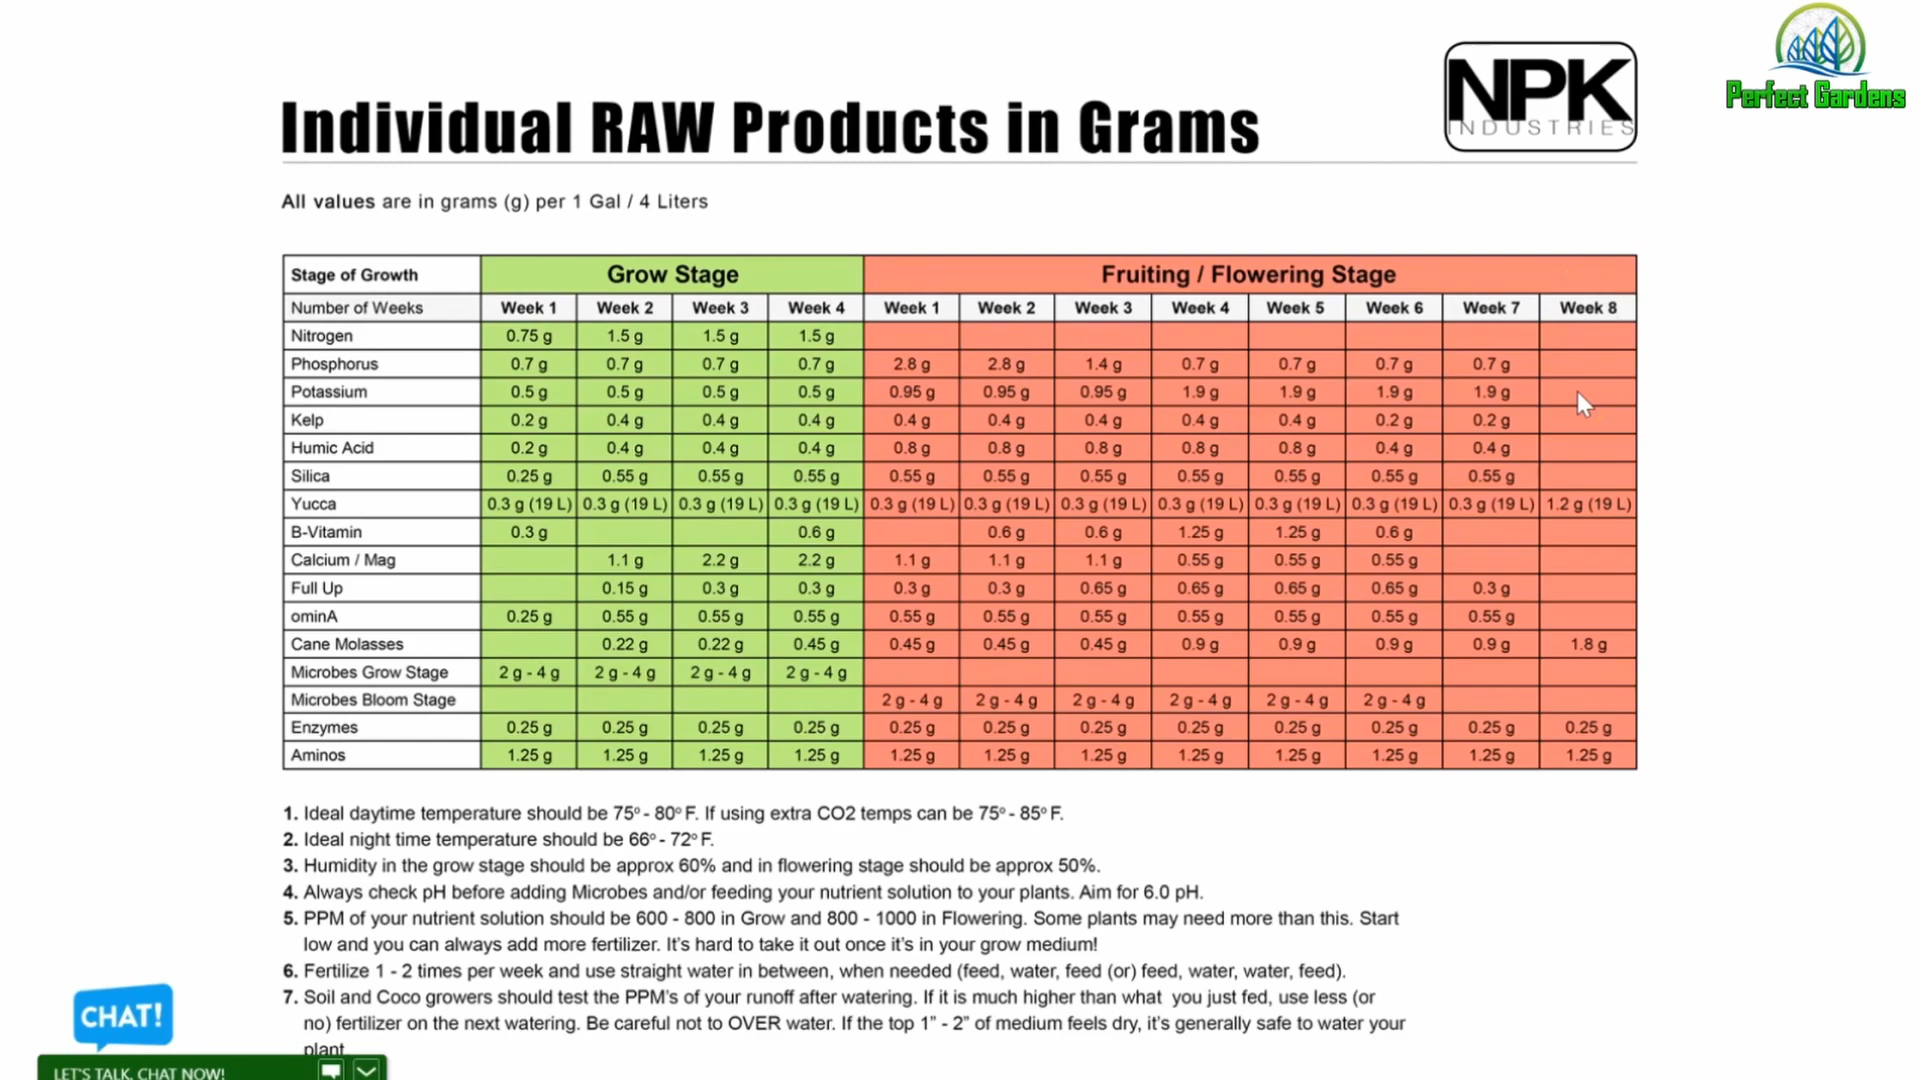 NPK
INDUSTRIES
Perfect Gardens
Individual RAW Products in Grams
All values are in grams (g) per 1 Gal / 4 Liters
Stage of Growth Grow Stage Fruiting / Flowering Stage
Number of Weeks Week 1 Week 2 Week 3 Week 4 Week 1 Week 2 Week 3 Week 4 Week 5 Week 6 Week 7 Week 8
Nitrogen 0.75 g 1.5 g 1.5 g 1.5 g
Phosphorus 0.7 g 0.7 g 0.7 g 0.7 g 2.8 g 2.8 g 1.4 g 0.7 g 0.7 g 0.7 g 0.7 g
Potassium 0.5 g 0.5 g 0.5 g 0.5 g 0.95 g 0.95 g 0.95 g 1.9 g 1.9 g 1.9 g 1.9 g
Kelp 0.2 g 0.4 g 0.4 g 0.4 g 0.4 g 0.4 g 0.4 g 0.4 g 0.4 g 0.2 g 0.2 g
Humic Acid 0.2 g 0.4 g 0.4 g 0.4 g 0.8 g 0.8 g 0.8 g 0.8 g 0.8 g 0.4 g 0.4 g
Silica 0.25 g 0.55 g 0.55 g 0.55 g 0.55 g 0.55 g 0.55 g 0.55 g 0.55 g 0.55 g 0.55 g
Yucca 0.3 g (19 L) 0.3 g (19 L) 0.3 g (19 L) 0.3 g (19 L) 0.3 g (19 L) 0.3 g (19 L) 0.3 g (19 L) 0.3 g (19 L) 0.3 g (19 L) 0.3 g (19 L) 0.3 g (19 L) 1.2 g (19 L)
B-Vitamin 0.3 g 0.6 g 0.6 g 0.6 g 1.25 g 1.25 g 0.6 g
Calcium / Mag 1.1 g 2.2 g 2.2 g 1.1 g 1.1 g 1.1 g 0.55 g 0.55 g 0.55 g
Full Up 0.15 g 0.3 g 0.3 g 0.3 g 0.3 g 0.65 g 0.65 g 0.65 g 0.65 g 0.3 g
ominA 0.25 g 0.55 g 0.55 g 0.55 g 0.55 g 0.55 g 0.55 g 0.55 g 0.55 g 0.55 g 0.55 g
Cane Molasses 0.22 g 0.22 g 0.45 g 0.45 g 0.45 g 0.45 g 0.9 g 0.9 g 0.9 g 0.9 g 1.8 g
Microbes Grow Stage 2 g - 4 g 2 g - 4 g 2 g - 4 g 2 g - 4 g
Microbes Bloom Stage 2 g - 4 g 2 g - 4 g 2 g - 4 g 2 g - 4 g 2 g - 4 g 2 g - 4 g
Enzymes 0.25 g 0.25 g 0.25 g 0.25 g 0.25 g 0.25 g 0.25 g 0.25 g 0.25 g 0.25 g 0.25 g 0.25 g
Aminos 1.25 g 1.25 g 1.25 g 1.25 g 1.25 g 1.25 g 1.25 g 1.25 g 1.25 g 1.25 g 1.25 g 1.25 g
1. Ideal daytime temperature should be 75º - 80º F. If using extra CO2 temps can be 75º - 85º F.
2. Ideal night time temperature should be 66º - 72º F.
3. Humidity in the grow stage should be approx 60% and in flowering stage should be approx 50%.
4. Always check pH before adding Microbes and/or feeding your nutrient solution to your plants. Aim for 6.0 pH.
5. PPM of your nutrient solution should be 600 - 800 in Grow and 800 - 1000 in Flowering. Some plants may need more than this. Start
low and you can always add more fertilizer. It's hard to take it out once it's in your grow medium!
6. Fertilize 1 - 2 times per week and use straight water in between, when needed (feed, water, feed (or) feed, water, water, feed).
7. Soil and Coco growers should test the PPM's of your runoff after watering. If it is much higher than what you just fed, use less (or
no) fertilizer on the next watering. Be careful not to OVER water. If the top 1" - 2" of medium feels dry, it's generally safe to water your
plant
CHAT!
LET'S TALK, CHAT NOW!